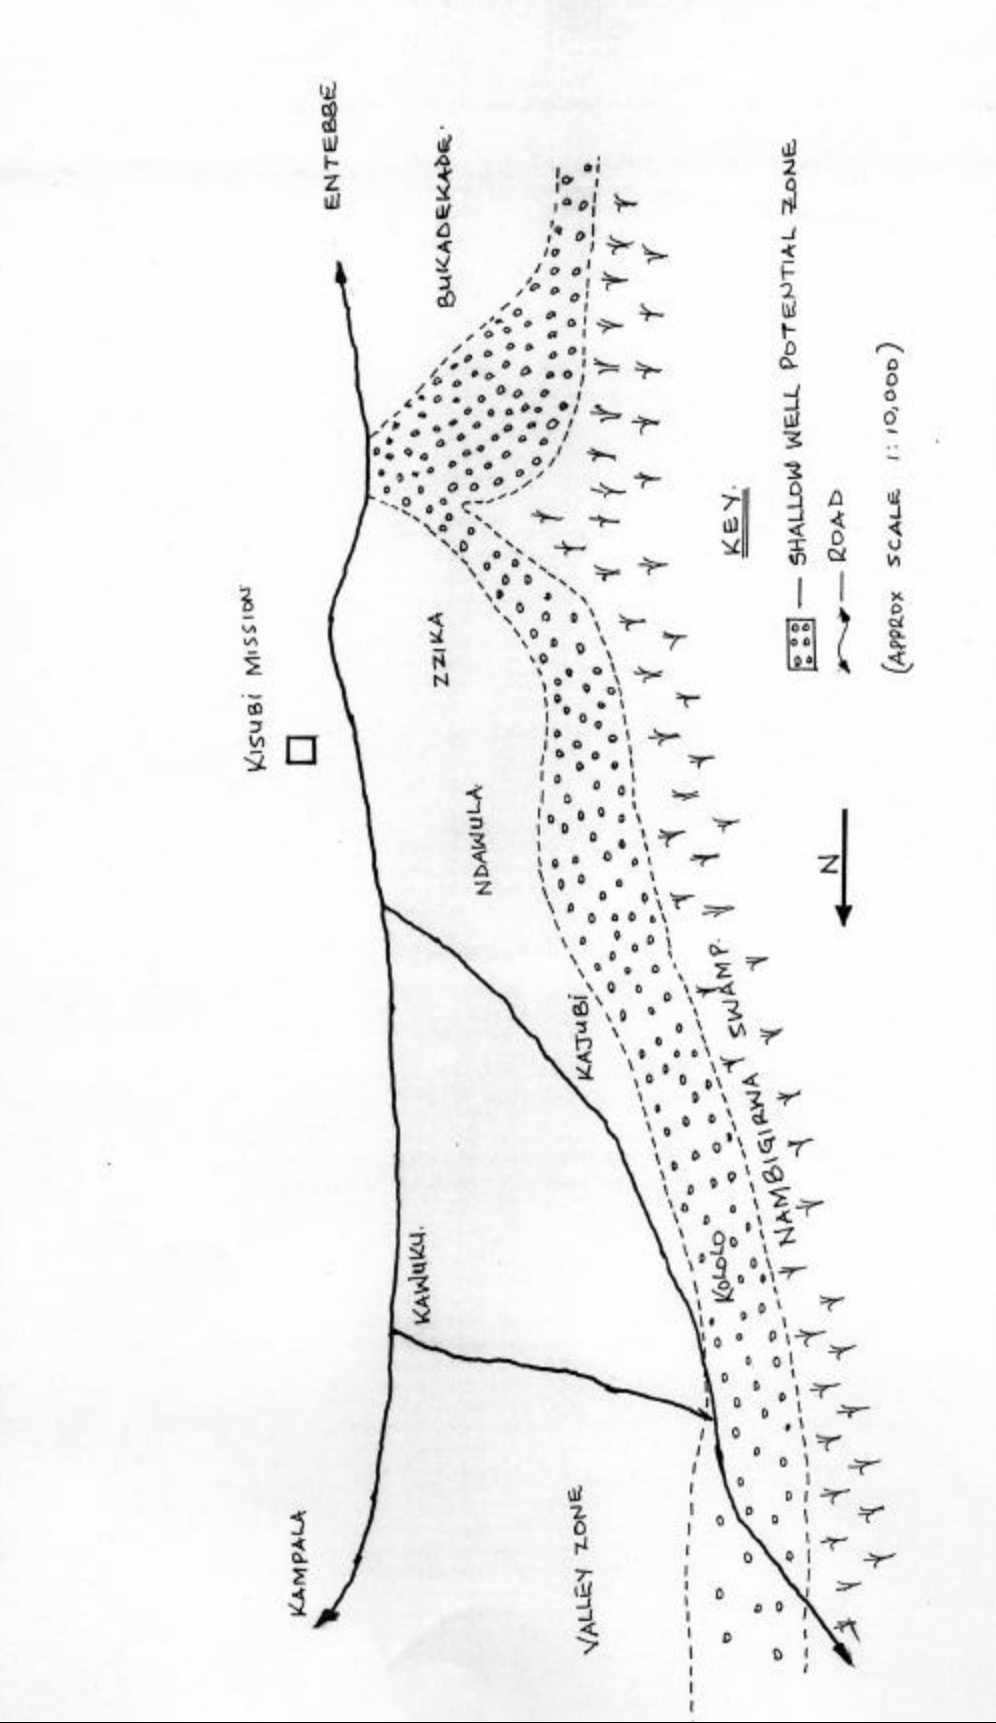 KAMPALA
KISUBI MISSION
ENTEBBE
KAWUKU.
ZZIKA
BUKADEKADE.
NDAWULA
VALLEY ZONE
KAJUBI
KOLOLO
NAMBIGIRWA SWAMP.
KEY.
— SHALLOW WELL POTENTIAL ZONE
— ROAD
(APPROX SCALE 1:10,000)
N